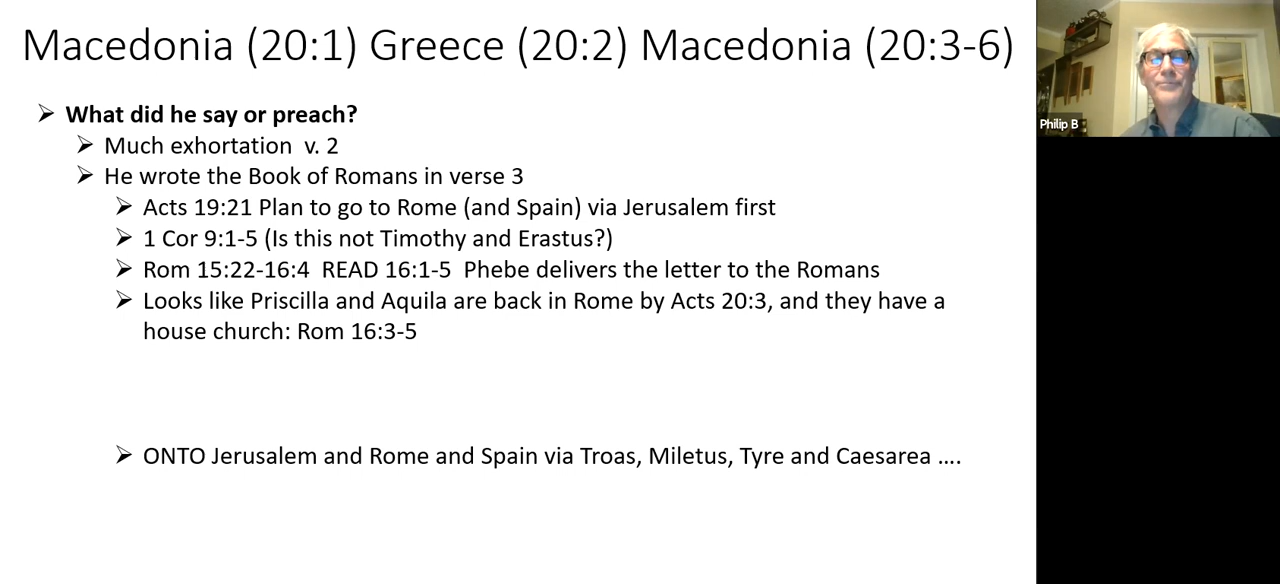 Macedonia (20:1) Greece (20:2) Macedonia (20:3-6)
What did he say or preach?
Much exhortation v. 2
He wrote the Book of Romans in verse 3
Acts 19:21 Plan to go to Rome (and Spain) via Jerusalem first
1 Cor 9:1-5 (Is this not Timothy and Erastus?)
Rom 15:22-16:4 READ 16:1-5 Phebe delivers the letter to the Romans
Looks like Priscilla and Aquila are back in Rome by Acts 20:3, and they have a
house church: Rom 16:3-5
ONTO Jerusalem and Rome and Spain via Troas, Miletus, Tyre and Caesarea ....
Philip B